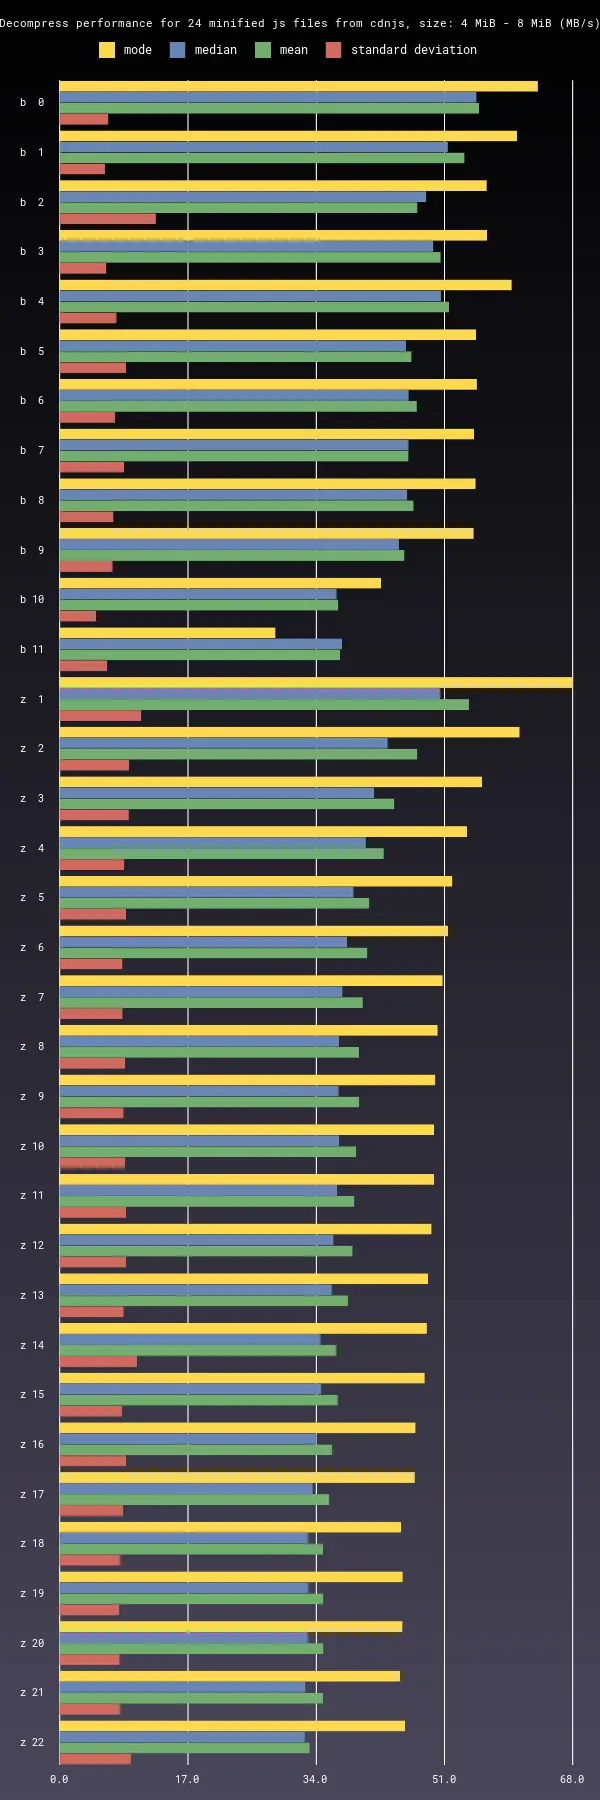 Decompress performance for 24 minified js files from cdnjs, size: 4 MiB - 8 MiB (MB/s)
mode median mean standard deviation
b 0
b 1
b 2
b 3
b 4
b 5
b 6
b 7
b 8
b 9
b 10
b 11
z 1
z 2
z 3
z 4
z 5
z 6
z 7
z 8
z 9
z 10
z 11
z 12
z 13
z 14
z 15
z 16
z 17
z 18
z 19
z 20
z 21
z 22
0.0 17.0 34.0 51.0 68.0